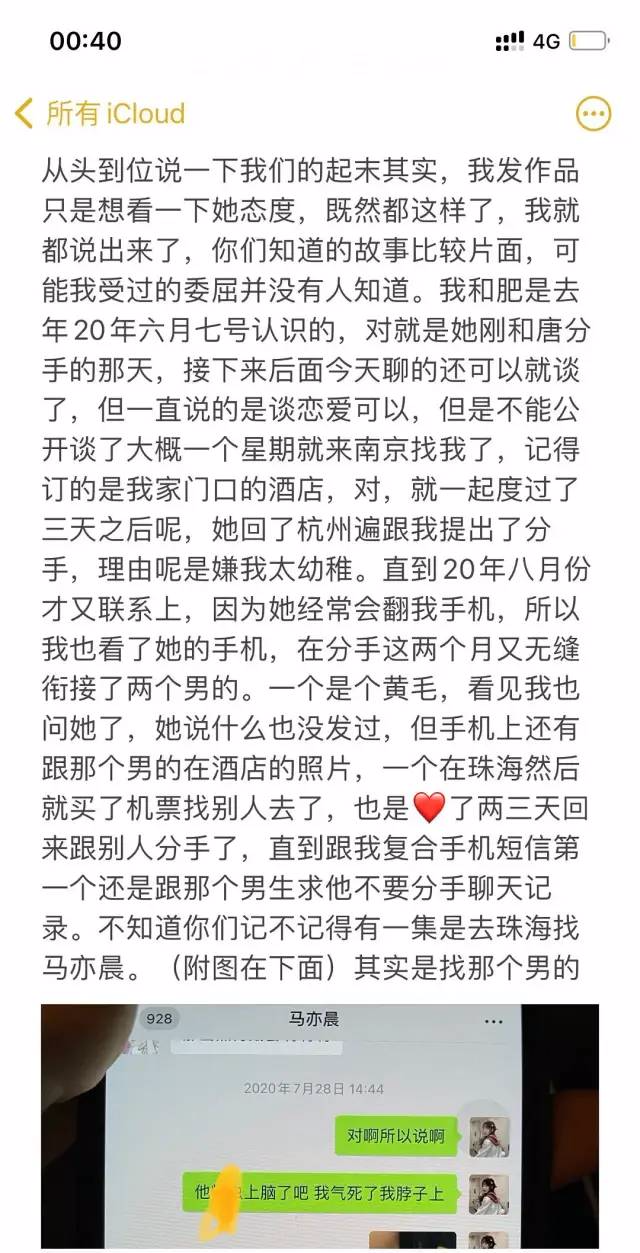 00:40
4G
所有 iCloud
从头到位说一下我们的起末其实，我发作品
只是想看一下她态度，既然都这样了，我就
都说出来了，你们知道的故事比较片面，可
能我受过的委屈并没有人知道。我和肥是去
年20年六月七号认识的，对就是她刚和唐分
手的那天，接下来后面今天聊的还可以就谈
了，但一直说的是谈恋爱可以，但是不能公
开谈了大概一个星期就来南京找我了，记得
订的是我家门口的酒店，对，就一起度过了
三天之后呢，她回了杭州遍跟我提出了分
手，理由呢是嫌我太幼稚。直到20年八月份
才又联系上，因为她经常会翻我手机，所以
我也看了她的手机，在分手这两个月又无缝
衔接了两个男的。一个是个黄毛，看见我也
问她了，她说什么也没发过，但手机上还有
跟那个男的在酒店的照片，一个在珠海然后
就买了机票找别人去了，也是❤️了两三天回
来跟别人分手了，直到跟我复合手机短信第
一个还是跟那个男生求他不要分手聊天记
录。不知道你们记不记得有一集是去珠海找
马亦晨。（附图在下面）其实是找那个男的
928
马亦晨
2020年7月28日 14:44
对啊所以说啊
他 上脑了吧 我气死了我脖子上